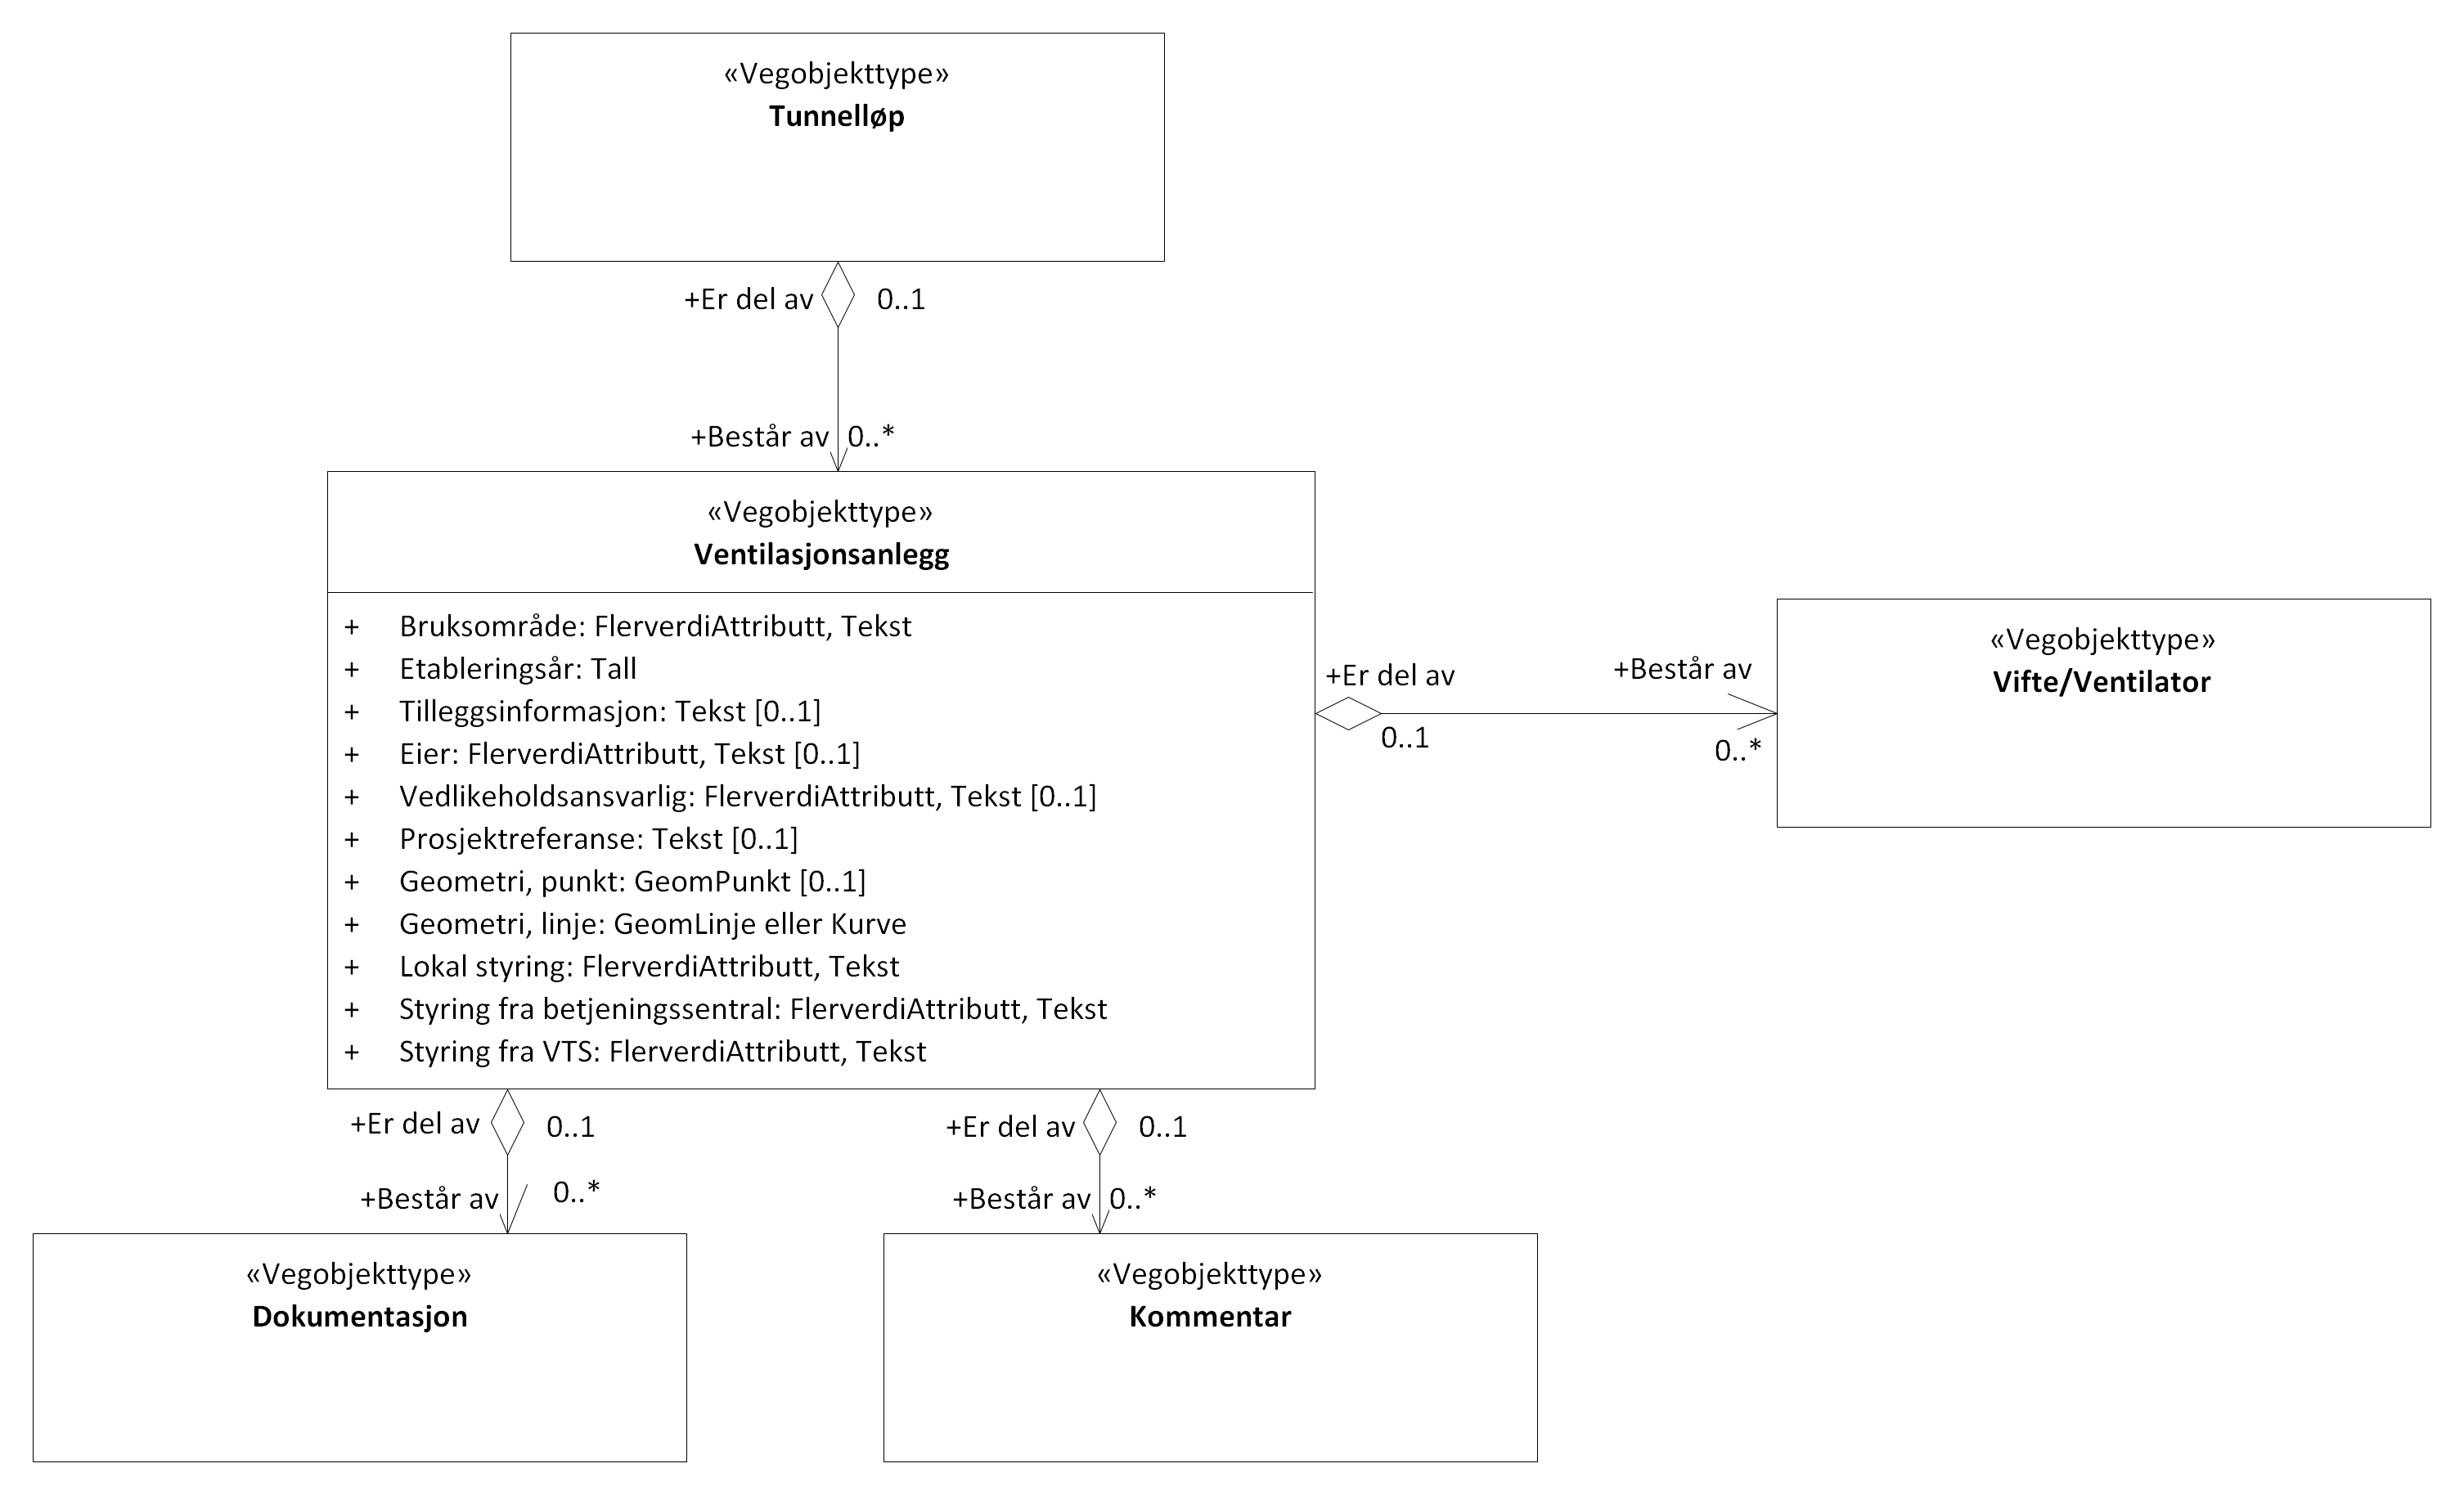 «Vegobjekttype»
Tunnelløp
+Er del av
0..1
+Består av
0..*
«Vegobjekttype»
Ventilasjonsanlegg
+ Bruksområde: FlerverdiAttributt, Tekst
+ Etableringsår: Tall
+ Tilleggsinformasjon: Tekst [0..1]
+ Eier: FlerverdiAttributt, Tekst [0..1]
+ Vedlikeholdsansvarlig: FlerverdiAttributt, Tekst [0..1]
+ Prosjektreferanse: Tekst [0..1]
+ Geometri, punkt: GeomPunkt [0..1]
+ Geometri, linje: GeomLinje eller Kurve
+ Lokal styring: FlerverdiAttributt, Tekst
+ Styring fra betjeningssentral: FlerverdiAttributt, Tekst
+ Styring fra VTS: FlerverdiAttributt, Tekst
+Er del av
0..1
+Består av
0..*
«Vegobjekttype»
Vifte/Ventilator
+Er del av
0..1
+Består av
0..*
«Vegobjekttype»
Dokumentasjon
+Er del av
0..1
+Består av
0..*
«Vegobjekttype»
Kommentar